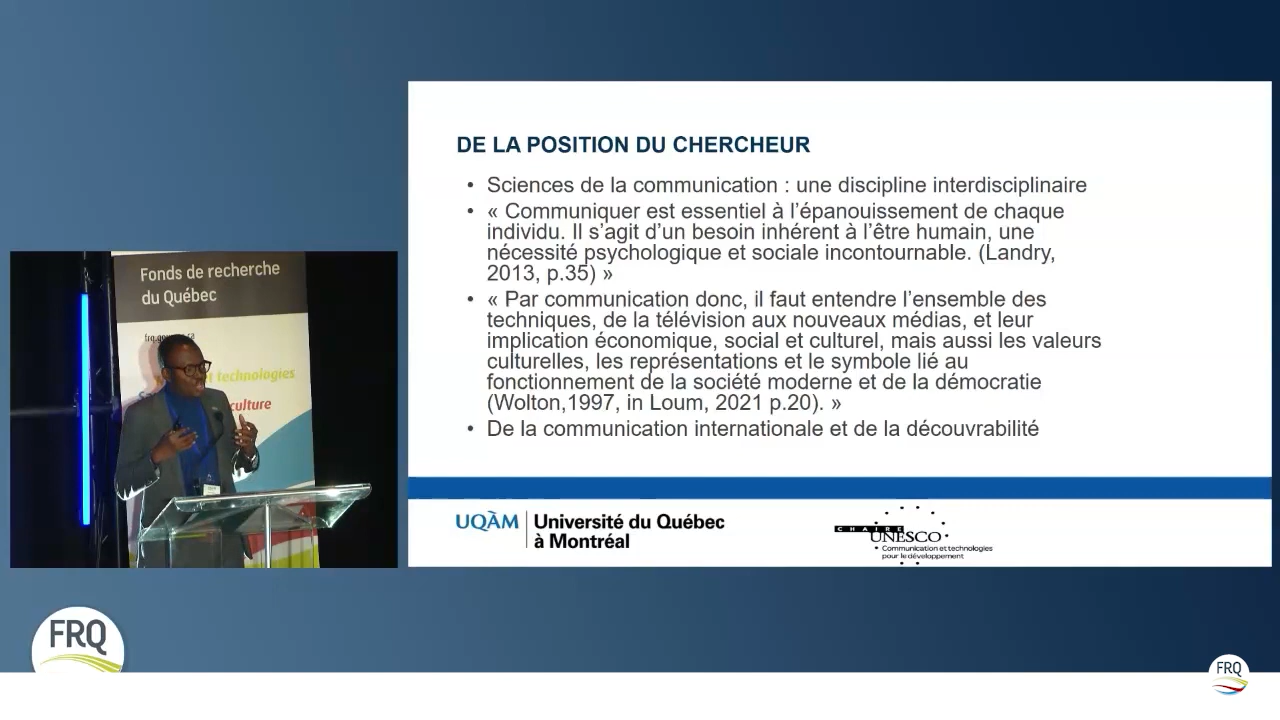 DE LA POSITION DU CHERCHEUR
• Sciences de la communication : une discipline interdisciplinaire
• « Communiquer est essentiel à l’épanouissement de chaque
individu. Il s’agit d’un besoin inhérent à l’être humain, une
nécessité psychologique et sociale incontournable. (Landry,
2013, p.35) »
• « Par communication donc, il faut entendre l’ensemble des
techniques, de la télévision aux nouveaux médias, et leur
implication économique, social et culturel, mais aussi les valeurs
culturelles, les représentations et le symbole lié au
fonctionnement de la société moderne et de la démocratie
(Wolton,1997, in Loum, 2021 p.20). »
• De la communication internationale et de la découvrabilité
UQÀM
Université du Québec
à Montréal
CHAIRE
UNESCO
Communication et technologies
pour le développement
Fonds de recherche
du Québec
technologies
culture
FRQ
FRQ